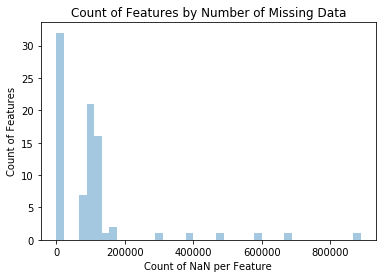 Count of Features by Number of Missing Data
Count of Features
30
25
20
15
10
5
0
0 200000 400000 600000 800000
Count of NaN per Feature